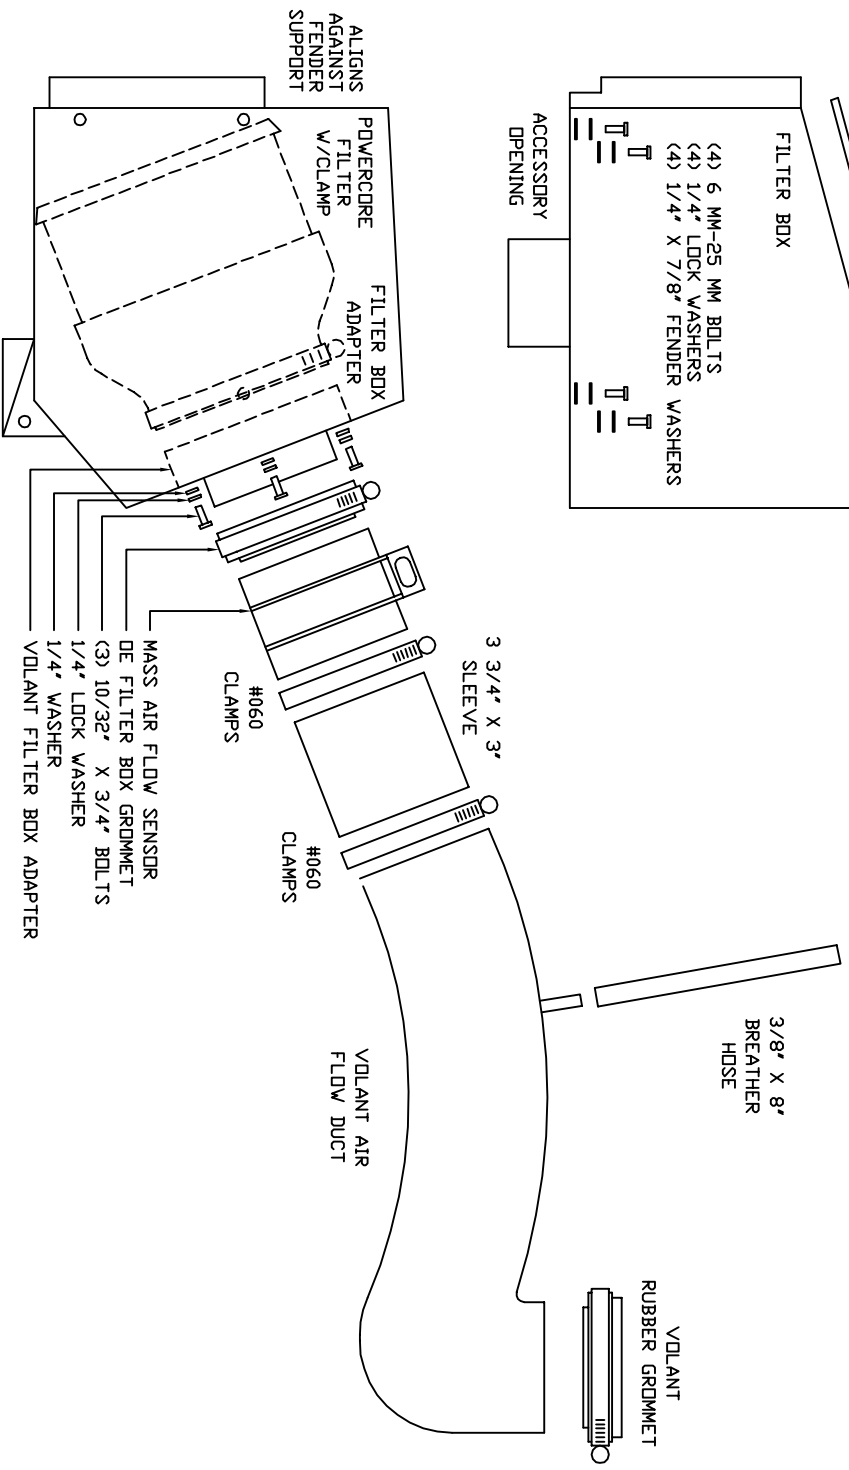 FILTER BOX
(4) 6 MM-25 MM BOLTS
(4) 1/4" LOCK WASHERS
(4) 1/4" X 7/8" FENDER WASHERS
ACCESSORY
OPENING
ALIGNS
AGAINST
FENDER
SUPPORT
POWERCORE
FILTER
W/CLAMP
FILTER BOX
ADAPTER
3 3/4" X 3"
SLEEVE
#060
CLAMPS
#060
CLAMPS
MASS AIR FLOW SENSOR
OE FILTER BOX GROMMET
(3) 10/32" X 3/4" BOLTS
1/4" LOCK WASHER
1/4" WASHER
VOLANT FILTER BOX ADAPTER
3/8" X 8"
BREATHER
HOSE
VOLANT AIR
FLOW DUCT
VOLANT
RUBBER GROMMET